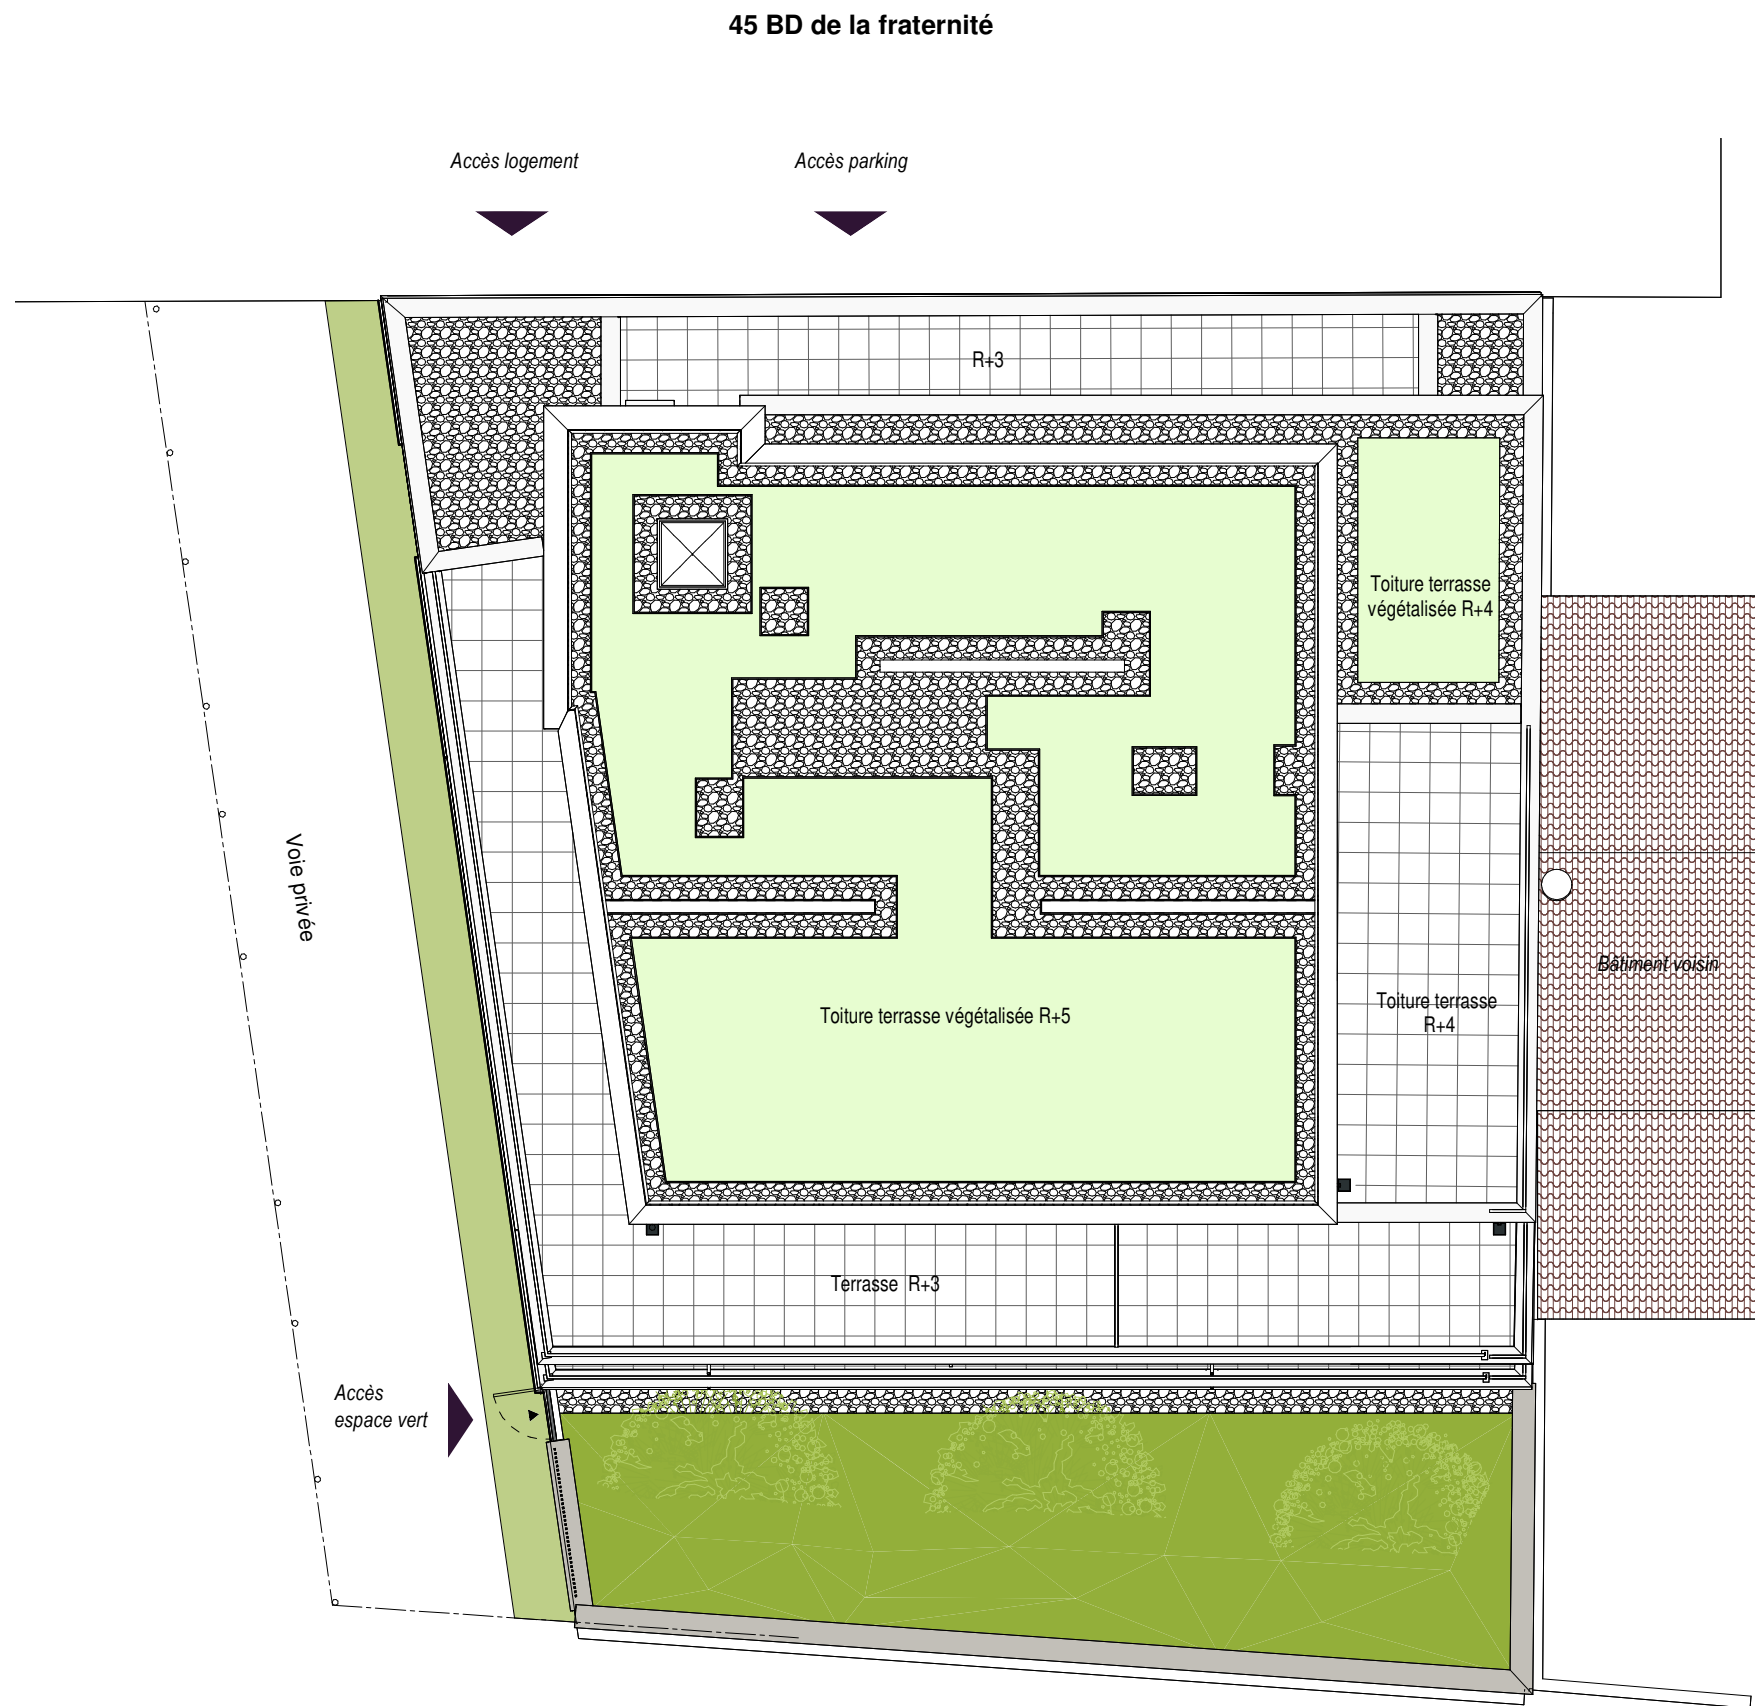 45 BD de la fraternité
Accès logement
Accès parking
R+3
Toiture terrasse
végétalisée R+4
Voie privée
Bâtiment voisin
Toiture terrasse
R+4
Toiture terrasse végétalisée R+5
Terrasse R+3
Accès
espace vert